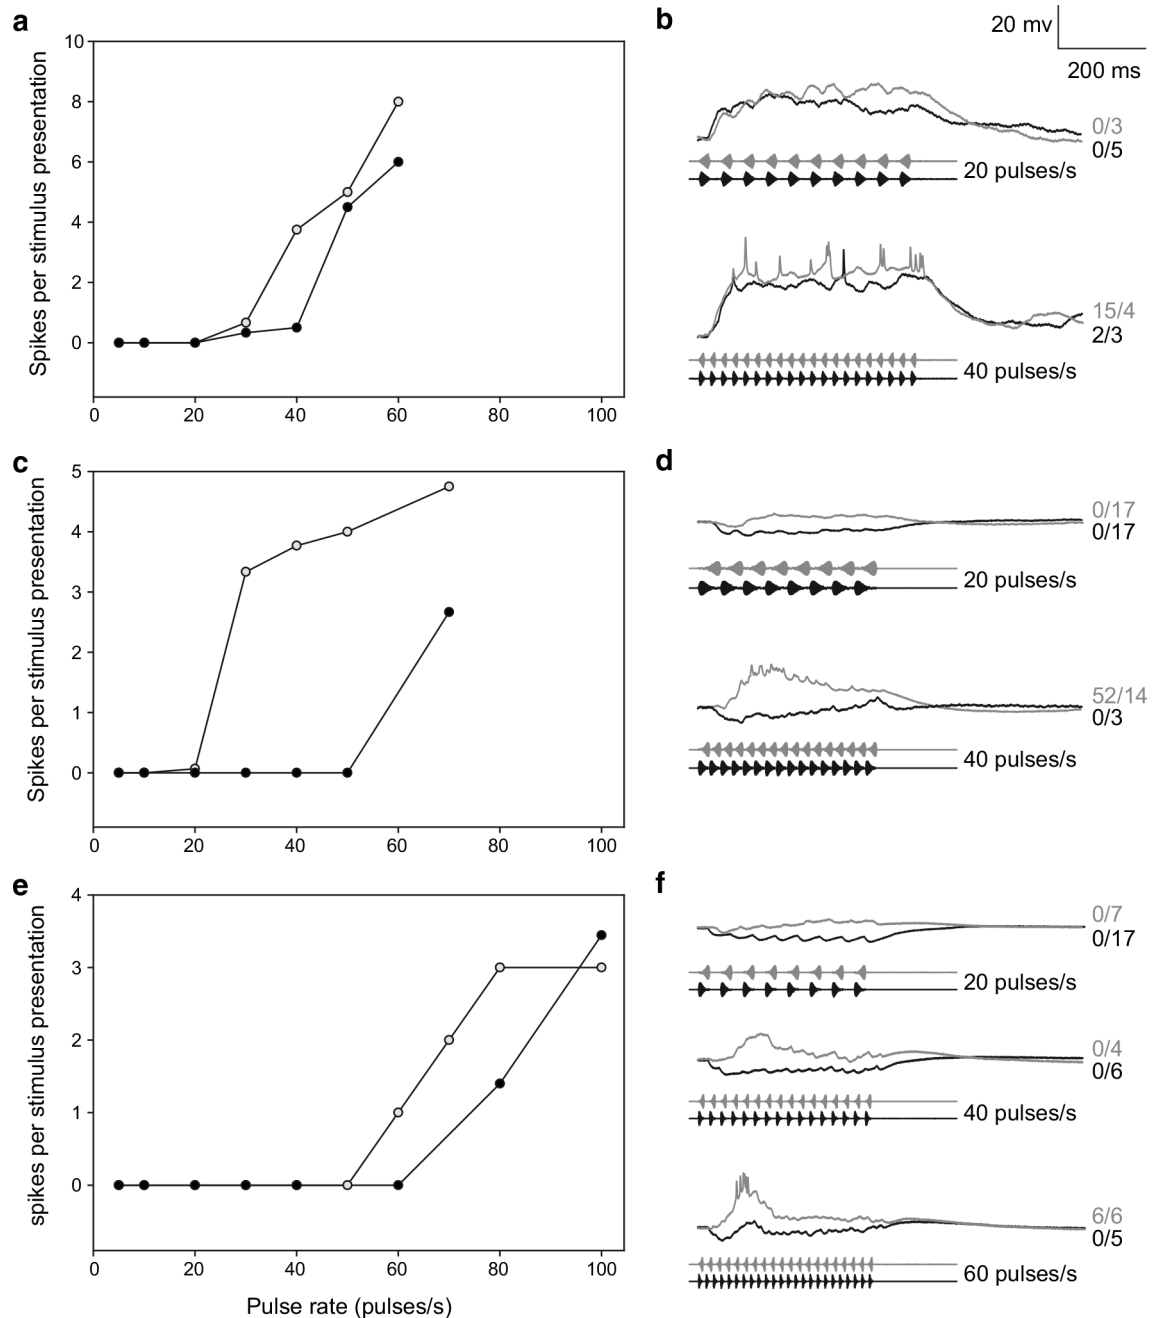 a
10
8
6
4
2
0
Spikes per stimulus presentation
0 20 40 60 80 100
b
20 mv
200 ms
0/3
0/5
20 pulses/s
15/4
2/3
40 pulses/s
c
5
4
3
2
1
0
Spikes per stimulus presentation
0 20 40 60 80 100
d
0/17
0/17
20 pulses/s
52/14
0/3
40 pulses/s
e
4
3
2
1
0
spikes per stimulus presentation
0 20 40 60 80 100
Pulse rate (pulses/s)
f
0/7
0/17
20 pulses/s
0/4
0/6
40 pulses/s
6/6
0/5
60 pulses/s